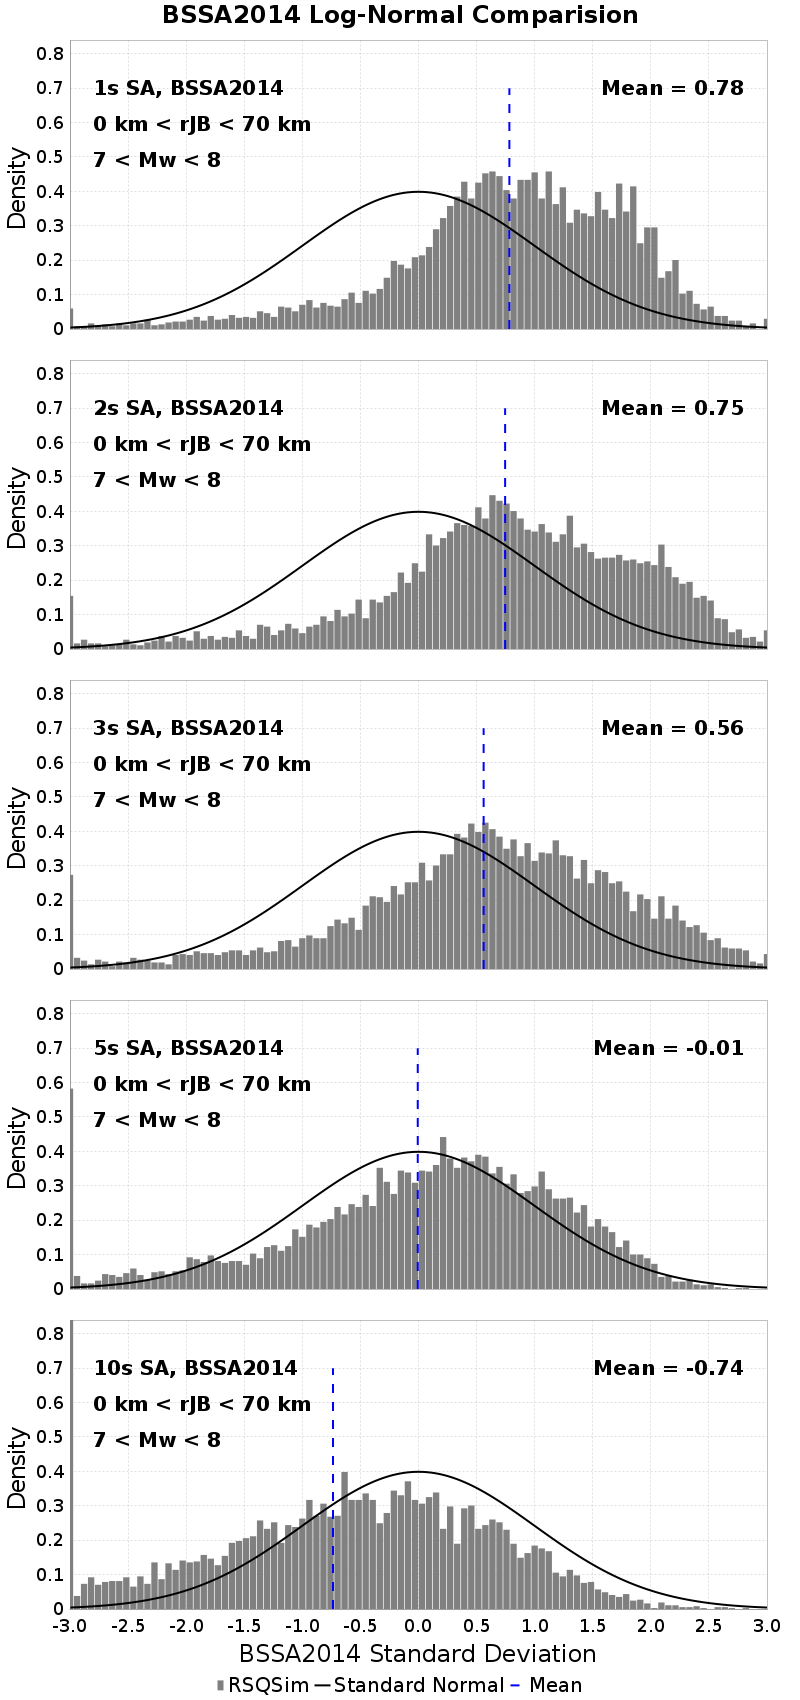 BSSA2014 Log-Normal Comparision
0.8
0.7
0.6
0.5
0.4
0.3
0.2
0.1
0
Density
1s SA, BSSA2014
Mean = 0.78
0 km < rJB < 70 km
7 < Mw < 8
0.8
0.7
0.6
0.5
0.4
0.3
0.2
0.1
0
Density
2s SA, BSSA2014
Mean = 0.75
0 km < rJB < 70 km
7 < Mw < 8
0.8
0.7
0.6
0.5
0.4
0.3
0.2
0.1
0
Density
3s SA, BSSA2014
Mean = 0.56
0 km < rJB < 70 km
7 < Mw < 8
0.8
0.7
0.6
0.5
0.4
0.3
0.2
0.1
0
Density
5s SA, BSSA2014
Mean = -0.01
0 km < rJB < 70 km
7 < Mw < 8
0.8
0.7
0.6
0.5
0.4
0.3
0.2
0.1
0
Density
10s SA, BSSA2014
Mean = -0.74
0 km < rJB < 70 km
7 < Mw < 8
-3.0 -2.5 -2.0 -1.5 -1.0 -0.5 0.0 0.5 1.0 1.5 2.0 2.5 3.0
BSSA2014 Standard Deviation
RSQSim Standard Normal Mean